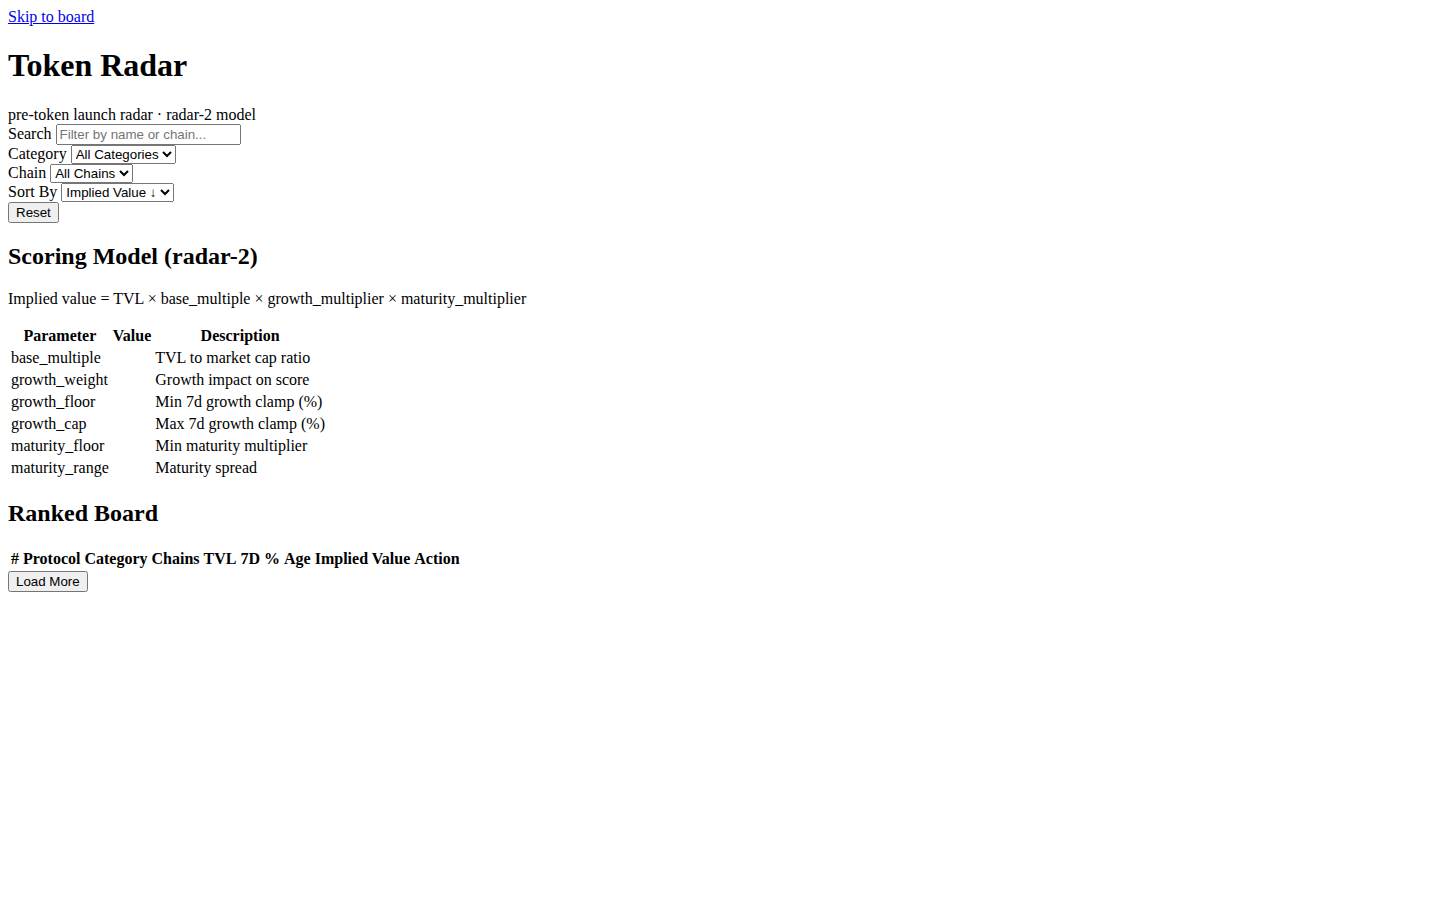 Skip to board
Token Radar
pre-token launch radar · radar-2 model
Search Filter by name or chain...
Category All Categories
Chain All Chains
Sort By Implied Value ↓
Reset
Scoring Model (radar-2)
Implied value = TVL × base_multiple × growth_multiplier × maturity_multiplier
Parameter Value Description
base_multiple TVL to market cap ratio
growth_weight Growth impact on score
growth_floor Min 7d growth clamp (%)
growth_cap Max 7d growth clamp (%)
maturity_floor Min maturity multiplier
maturity_range Maturity spread
Ranked Board
# Protocol Category Chains TVL 7D % Age Implied Value Action
Load More